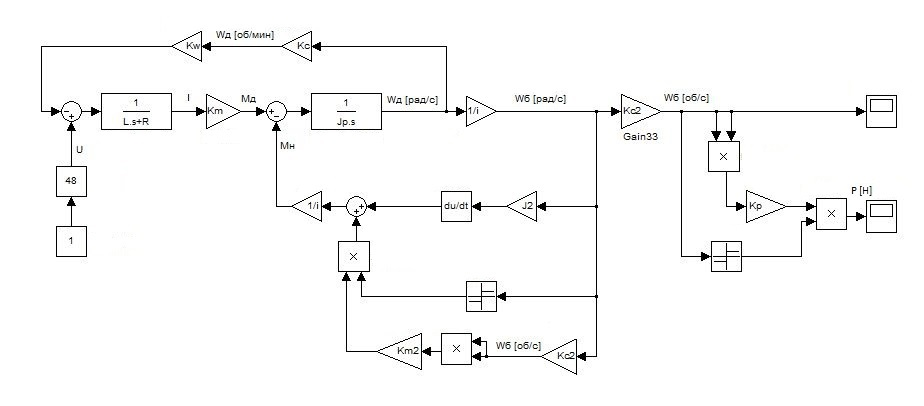 Wд [об/мин]
Kw
Kc
1
L.s+R
I
Km
Mд
1
Jp.s
Wд [рад/с]
1/i
Wб [рад/с]
Kc2
Gain33
Wб [об/с]
U
Mн
48
1
1/i
du/dt
J2
×
Kp
P [Н]
×
×
Km2
×
Wб [об/с]
Kc2